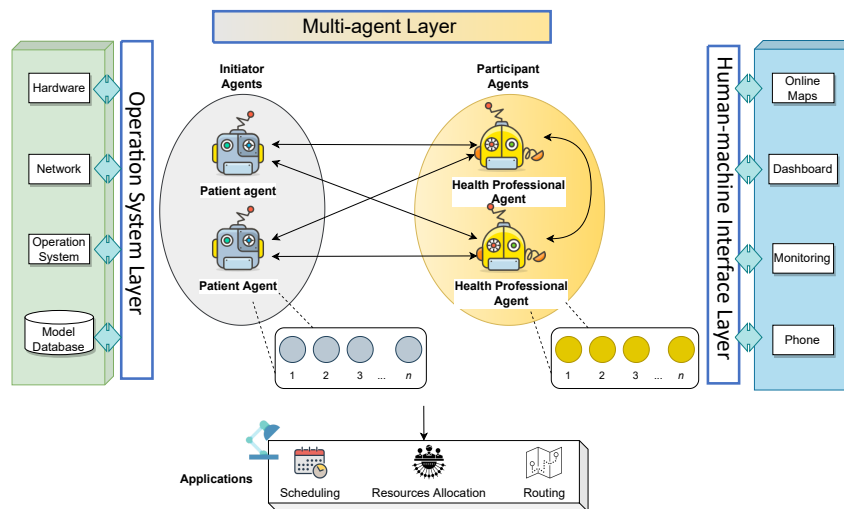 Multi-agent Layer
Operation System Layer
Hardware
Network
Operation
System
Model
Database
Initiator
Agents
Patient agent
Patient Agent
1 2 3 ... n
Participant
Agents
Health Professional
Agent
Health Professional
Agent
1 2 3 ... n
Human-machine Interface Layer
Online
Maps
Dashboard
Monitoring
Phone
Applications
Scheduling
Resources Allocation
Routing